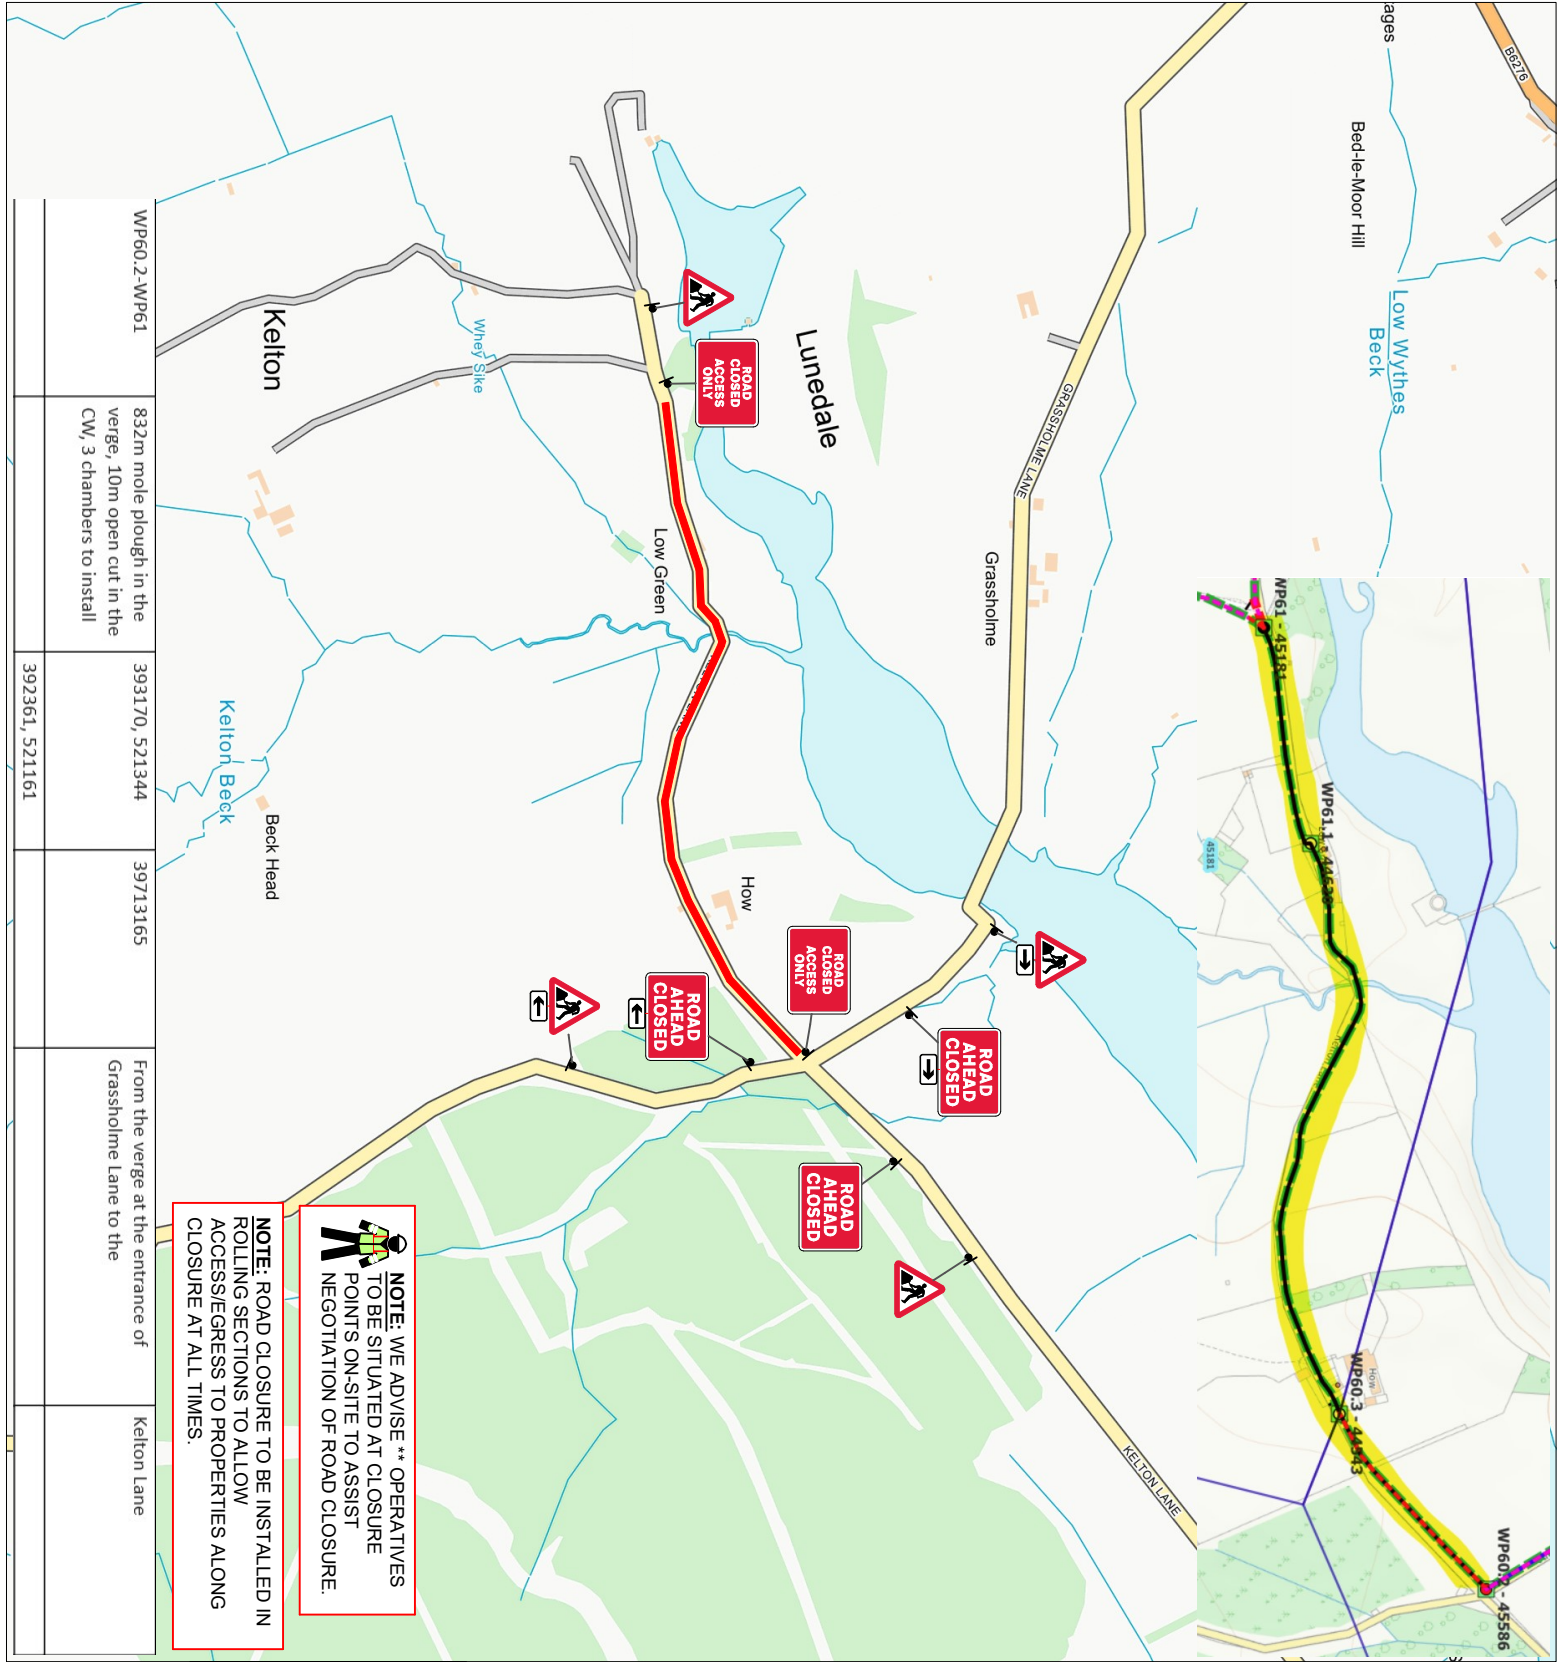 B6276
Bed-le-Moor Hill
Low Wythes
Beck
GRASSHOLME LANE
Grassholme
Lunedale
ROAD
CLOSED
ACCESS
ONLY
Low Green
Whey Sike
Kelton
Kelton Beck
Beck Head
How
ROAD
CLOSED
ACCESS
ONLY
ROAD
AHEAD
CLOSED
ROAD
AHEAD
CLOSED
ROAD
AHEAD
CLOSED
KELTON LANE
WP61 - 45181
WP61.1 - 44638
45181
How
WP60.3 - 44343
WP60.2 - 45586
NOTE: WE ADVISE ** OPERATIVES
TO BE SITUATED AT CLOSURE
POINTS ON-SITE TO ASSIST
NEGOTIATION OF ROAD CLOSURE.
NOTE: ROAD CLOSURE TO BE INSTALLED IN
ROLLING SECTIONS TO ALLOW
ACCESS/EGRESS TO PROPERTIES ALONG
CLOSURE AT ALL TIMES.
WP60.2-WP61
832m mole plough in the
verge, 10m open cut in the
CW, 3 chambers to install
393170, 521344
392361, 521161
39713165
From the verge at the entrance of
Grassholme Lane to the
Kelton Lane